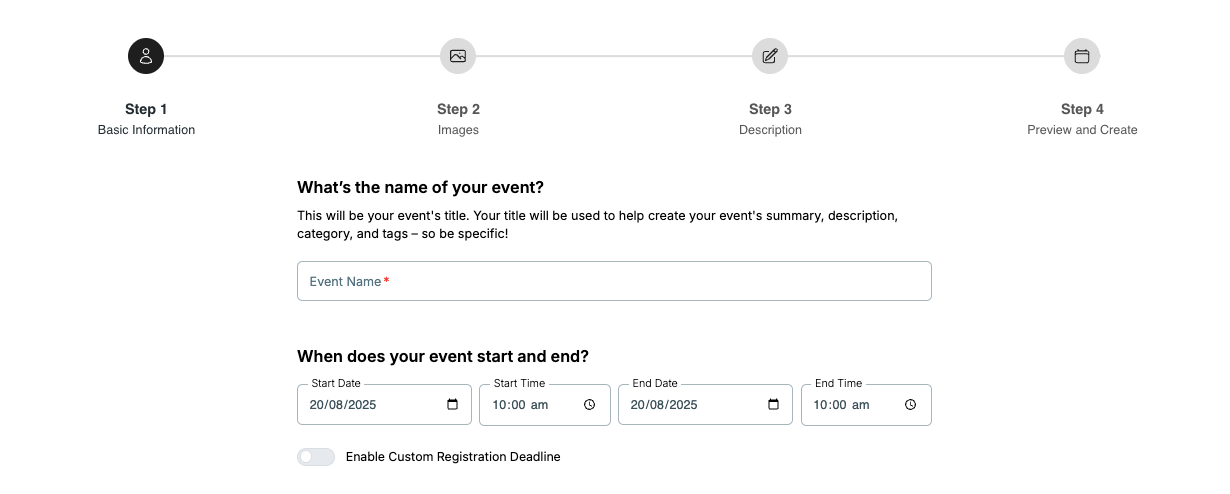 Step 1
Basic Information
Step 2
Images
Step 3
Description
Step 4
Preview and Create
What's the name of your event?
This will be your event's title. Your title will be used to help create your event's summary, description,
category, and tags – so be specific!
Event Name*
When does your event start and end?
Start Date
20/08/2025
Start Time
10:00 am
End Date
20/08/2025
End Time
10:00 am
Enable Custom Registration Deadline